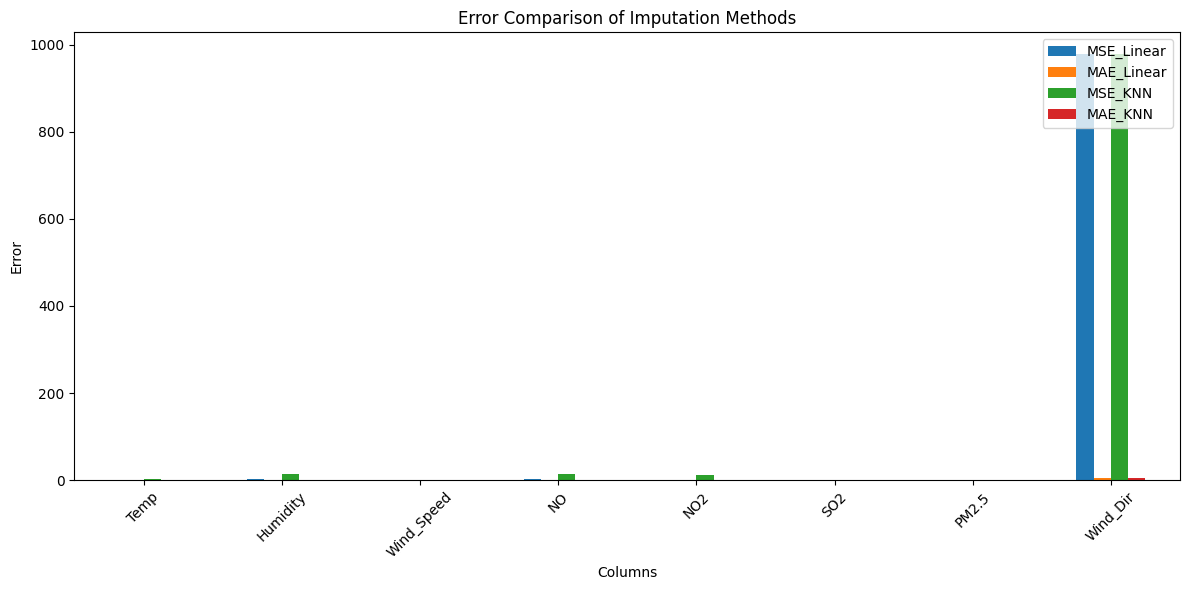 Error Comparison of Imputation Methods
MSE_Linear
MAE_Linear
MSE_KNN
MAE_KNN
1000
800
600
400
200
0
Error
Temp
Humidity
Wind_Speed
NO
NO2
SO2
PM2.5
Wind_Dir
Columns